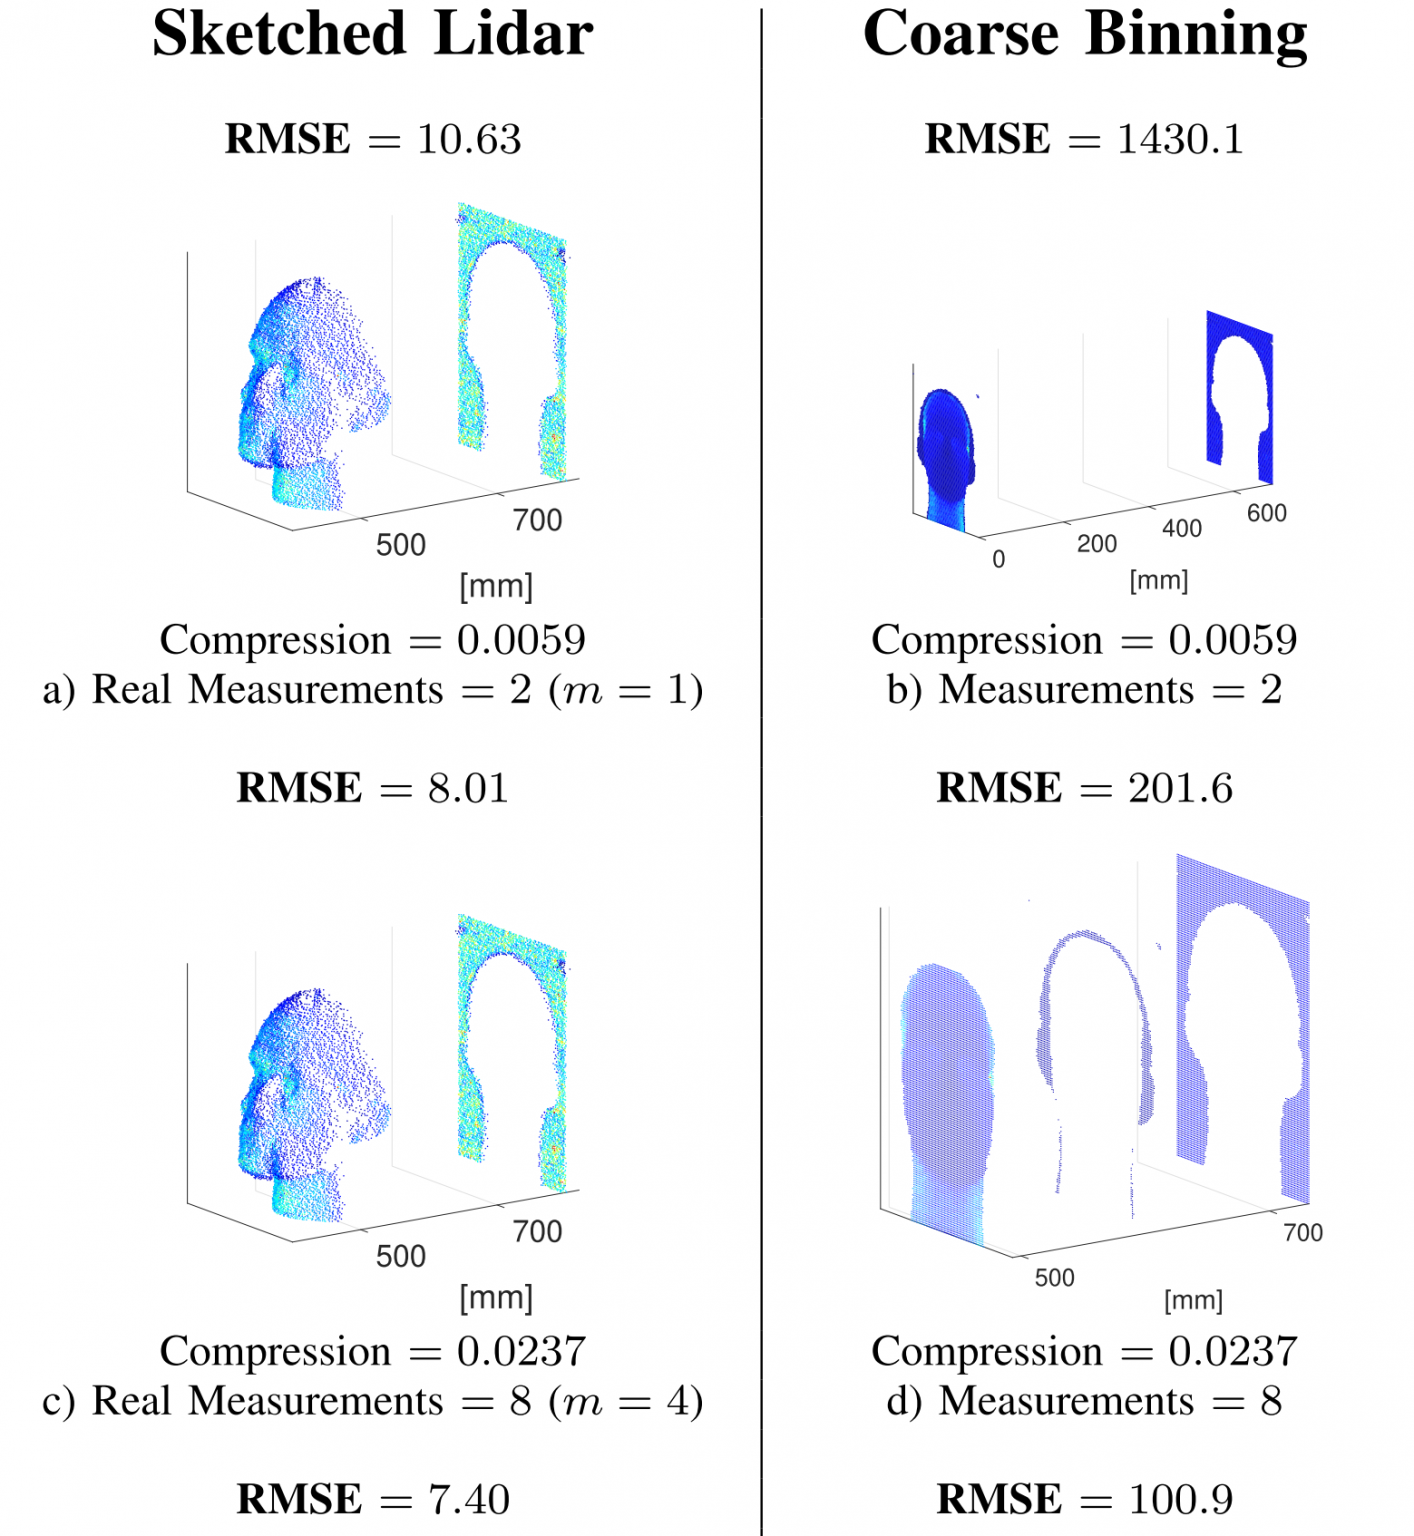 Sketched Lidar
Coarse Binning
RMSE = 10.63
RMSE = 1430.1
500
700
[mm]
0
200
400
600
[mm]
Compression = 0.0059
a) Real Measurements = 2 (m = 1)
Compression = 0.0059
b) Measurements = 2
RMSE = 8.01
RMSE = 201.6
500
700
[mm]
500
700
[mm]
Compression = 0.0237
c) Real Measurements = 8 (m = 4)
Compression = 0.0237
d) Measurements = 8
RMSE = 7.40
RMSE = 100.9